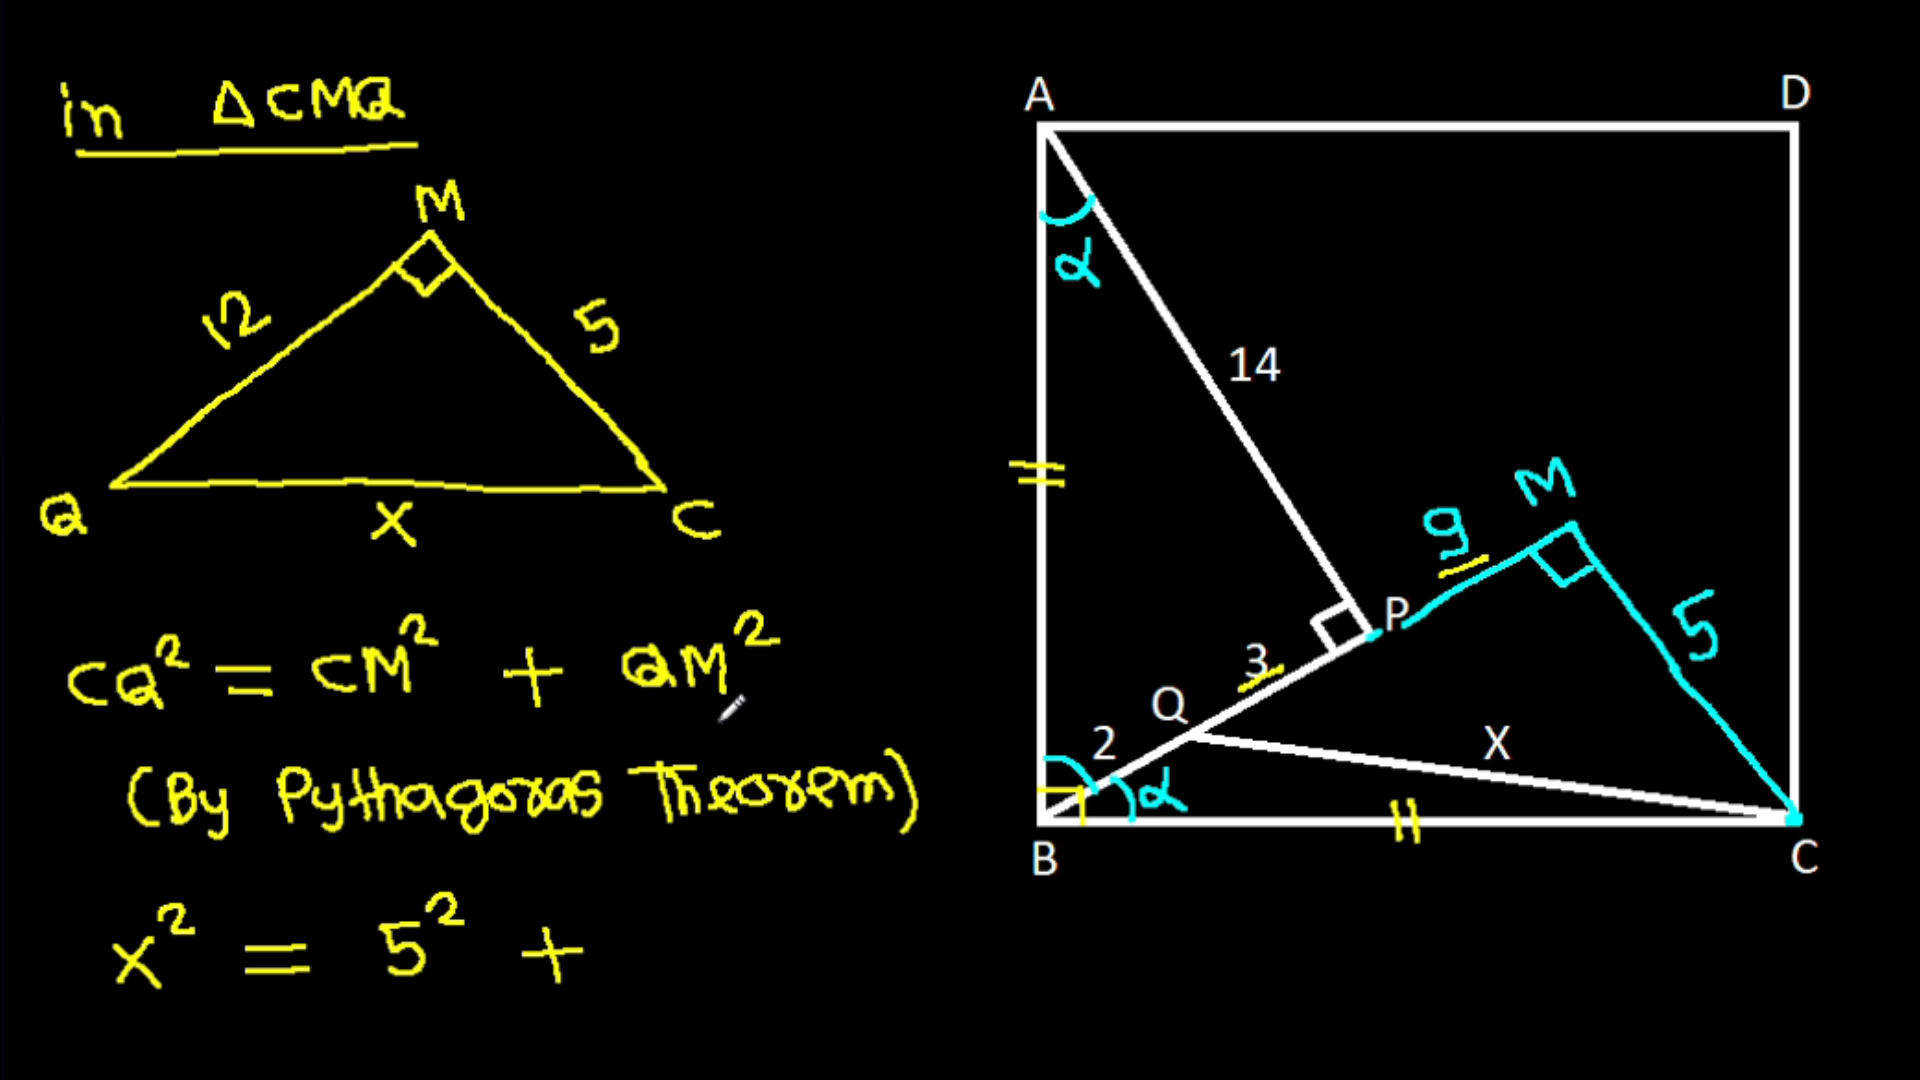 in ΔCMQ
M
12
5
Q
X
C
CQ² = CM² + QM²
(By Pythagoras Theorem)
x² = 5² +
A
D
α
14
M
9
P
5
3
Q
2
X
α
B
C